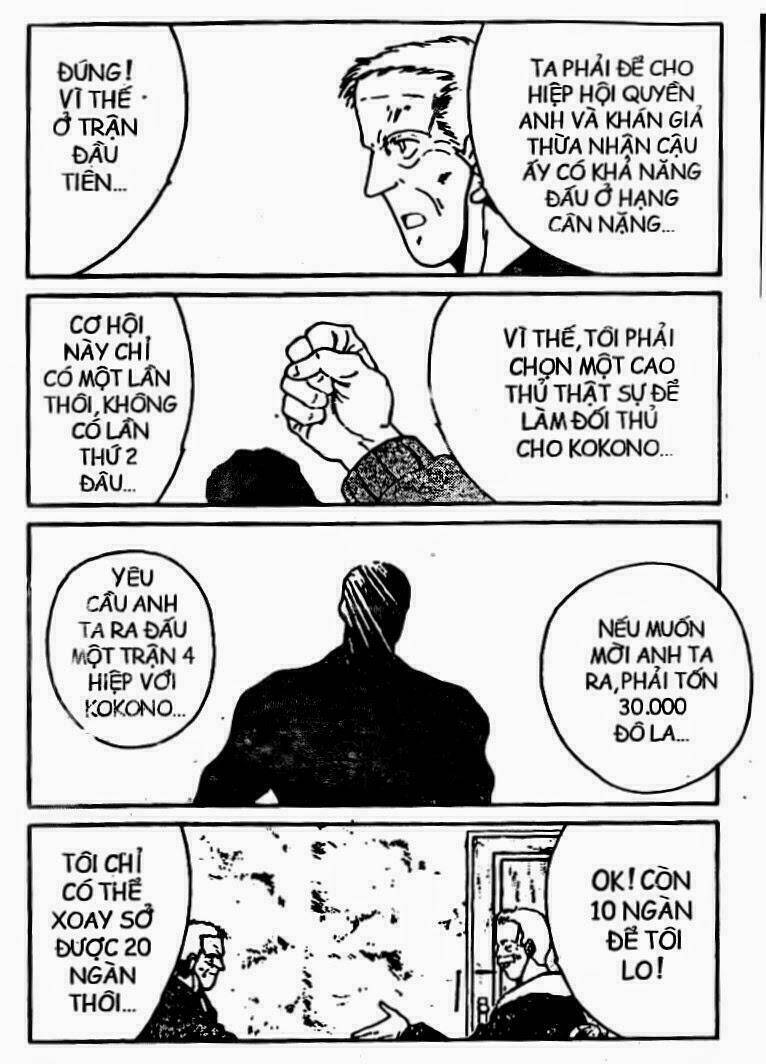 ĐÚNG!
VÌ THẾ
Ở TRẬN
ĐẦU
TIÊN...
TA PHẢI ĐỂ CHO
HIỆP HỘI QUYỀN
ANH VÀ KHÁN GIẢ
THỪA NHẬN CẬU
ẤY CÓ KHẢ NĂNG
ĐẤU Ở HẠNG
CÂN NẶNG...
CƠ HỘI
NÀY CHỈ
CÓ MỘT LẦN
THÔI, KHÔNG
CÓ LẦN
THỨ 2
ĐÂU...
VÌ THẾ, TÔI PHẢI
CHỌN MỘT CAO
THỦ THẬT SỰ ĐỂ
LÀM ĐỐI THỦ
CHO KOKONO...
YÊU
CẦU ANH
TA RA ĐẤU
MỘT TRẬN 4
HIỆP VỚI
KOKONO...
NẾU MUỐN
MỜI ANH TA
RA, PHẢI TỐN
30.000
ĐÔ LA...
TÔI CHỈ
CÓ THỂ
XOAY SỞ
ĐƯỢC 20
NGÀN
THÔI...
OK! CÒN
10 NGÀN
ĐỂ TÔI
LO!